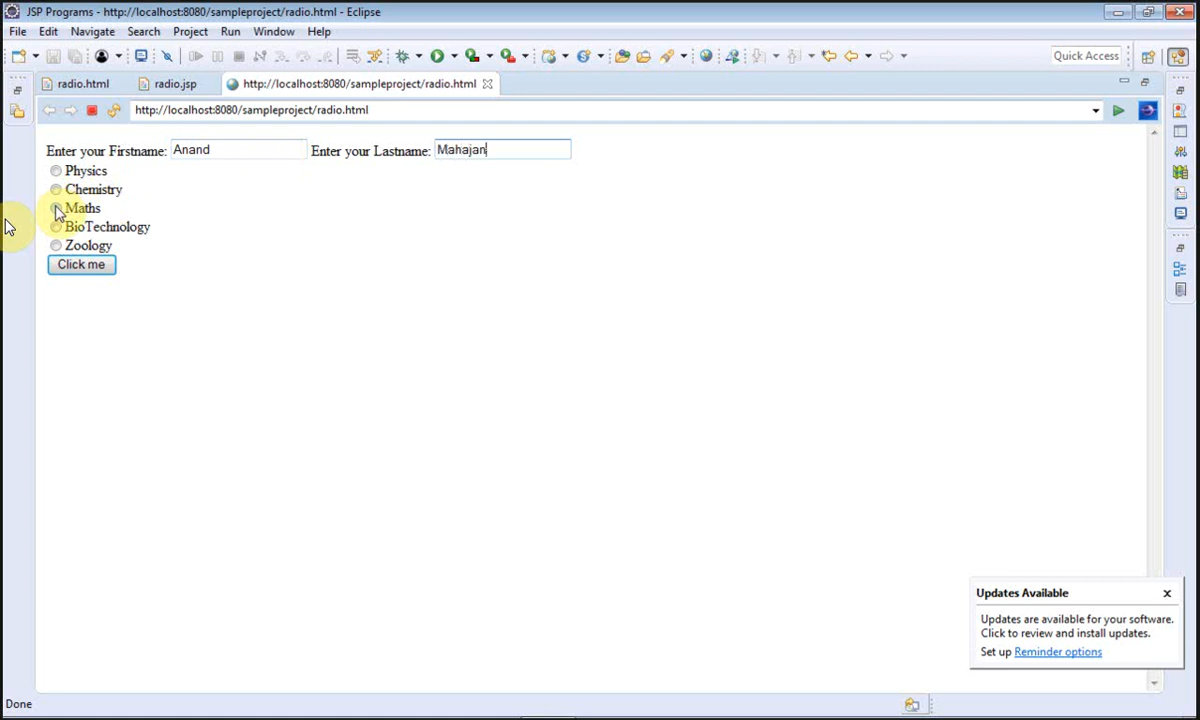 JSP Programs - http://localhost:8080/sampleproject/radio.html - Eclipse
File Edit Navigate Search Project Run Window Help
Quick Access
radio.html radio.jsp http://localhost:8080/sampleproject/radio.html
http://localhost:8080/sampleproject/radio.html
Enter your Firstname: Anand Enter your Lastname: Mahajan
Physics
Chemistry
Maths
BioTechnology
Zoology
Click me
Updates Available
Updates are available for your software.
Click to review and install updates.
Set up Reminder options
Done